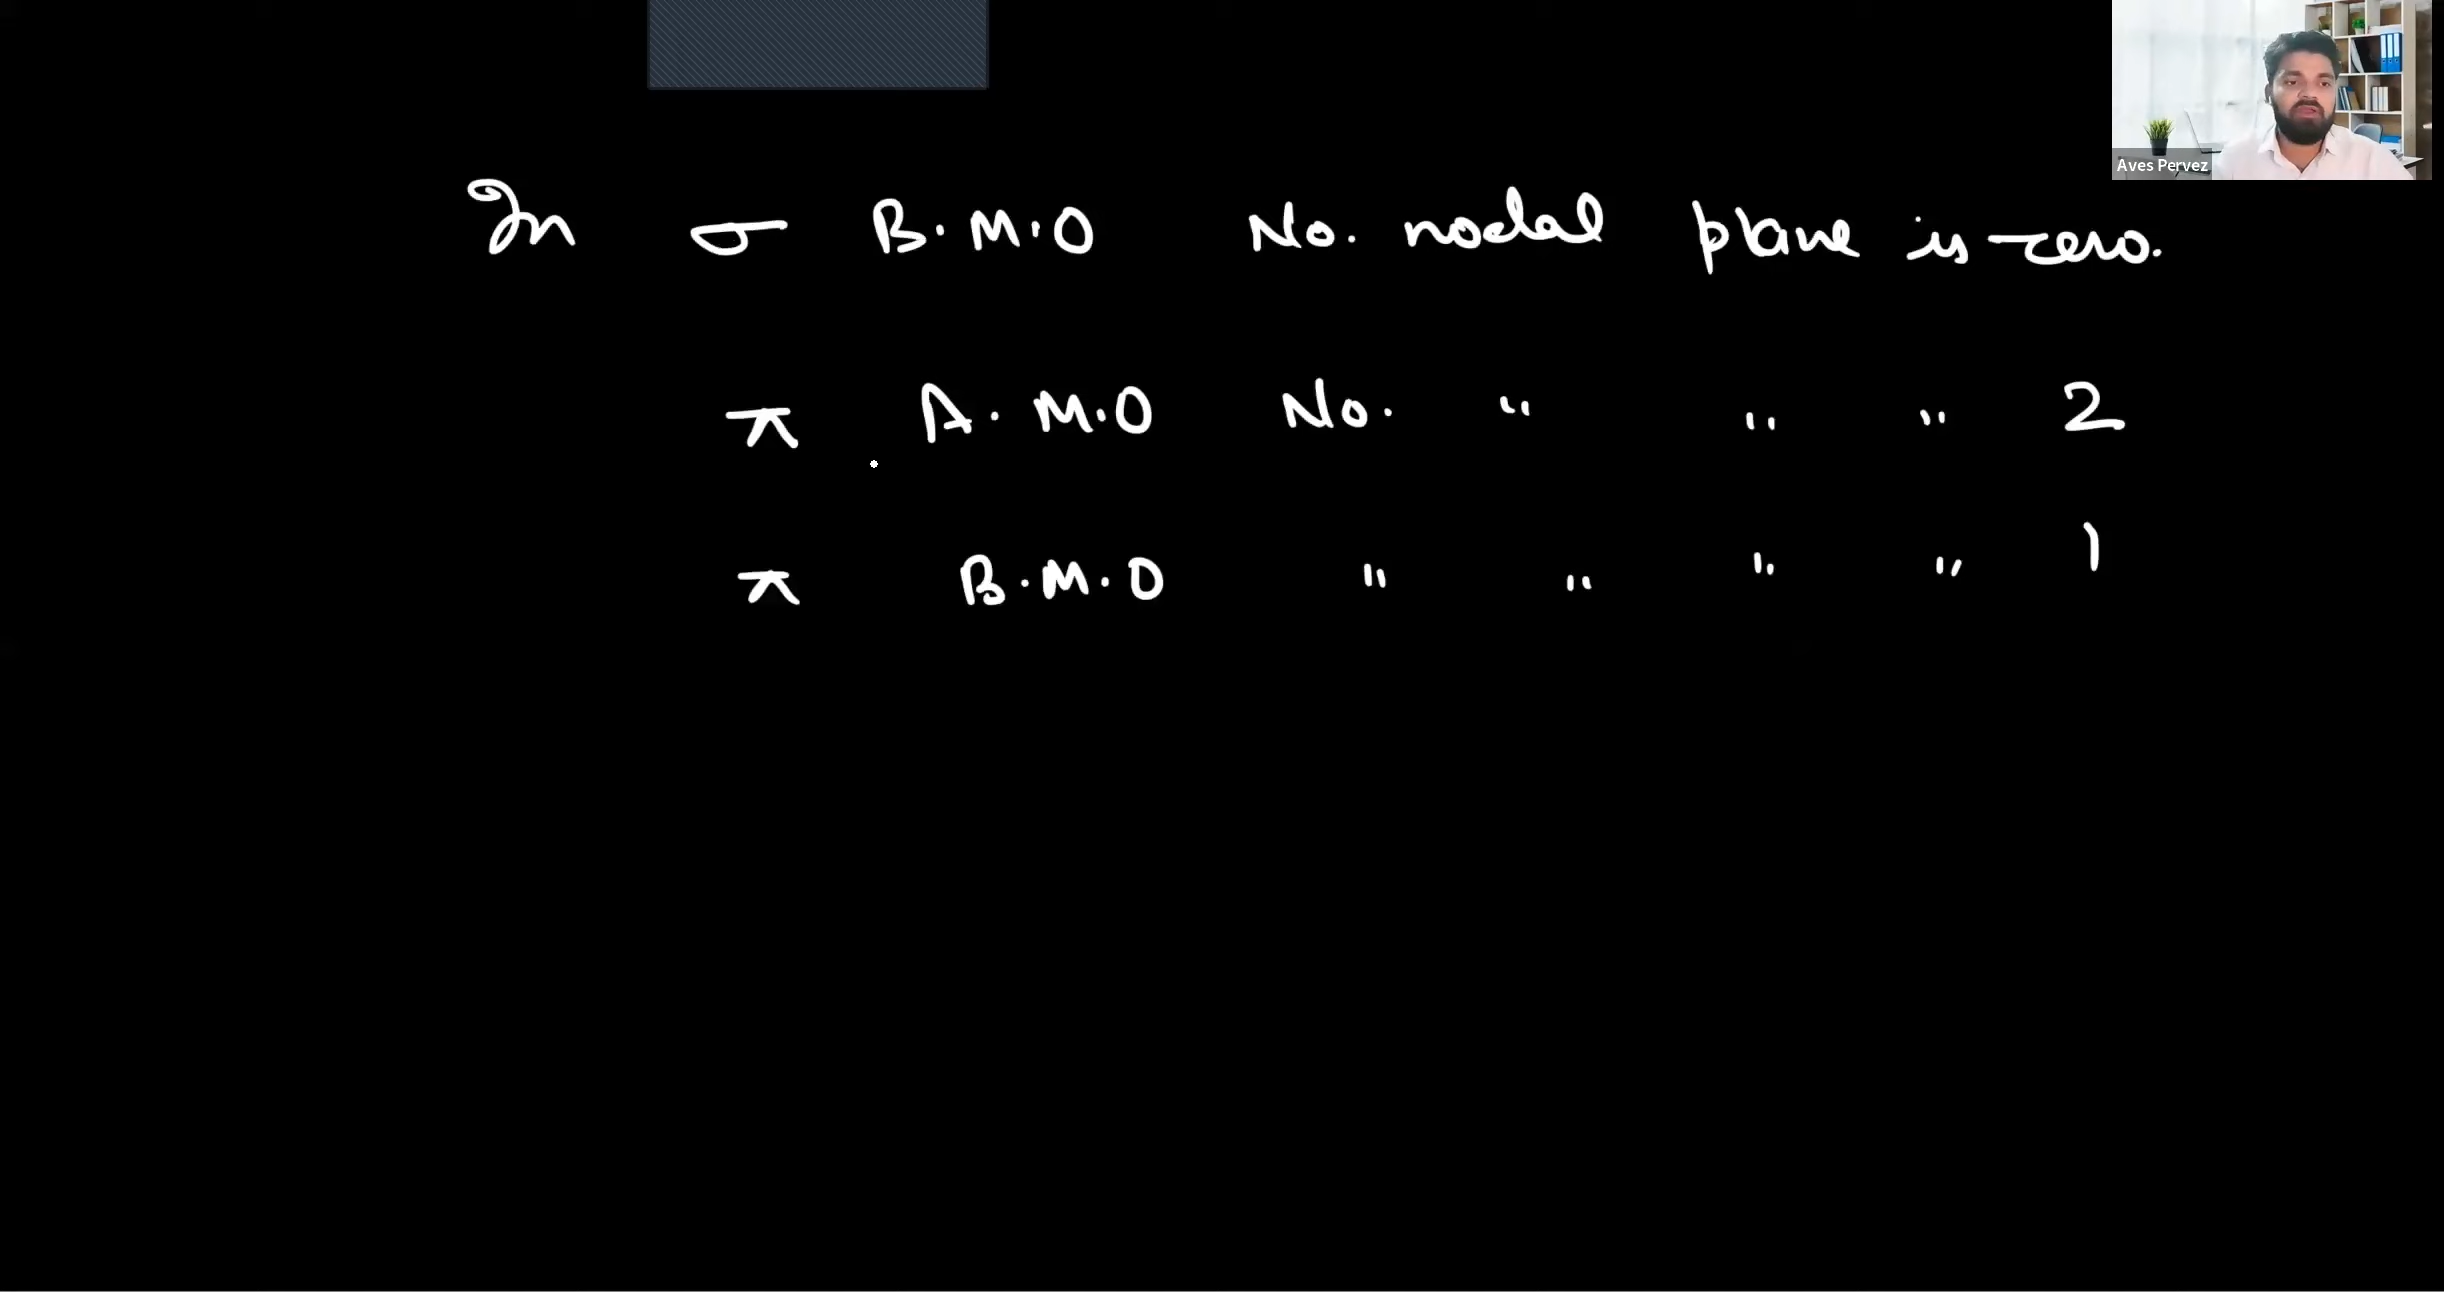 Aves Pervez
In σ B.M.O No. nodal plane is zero.
π A.M.O No. " " " 2
π B.M.O " " " " 1